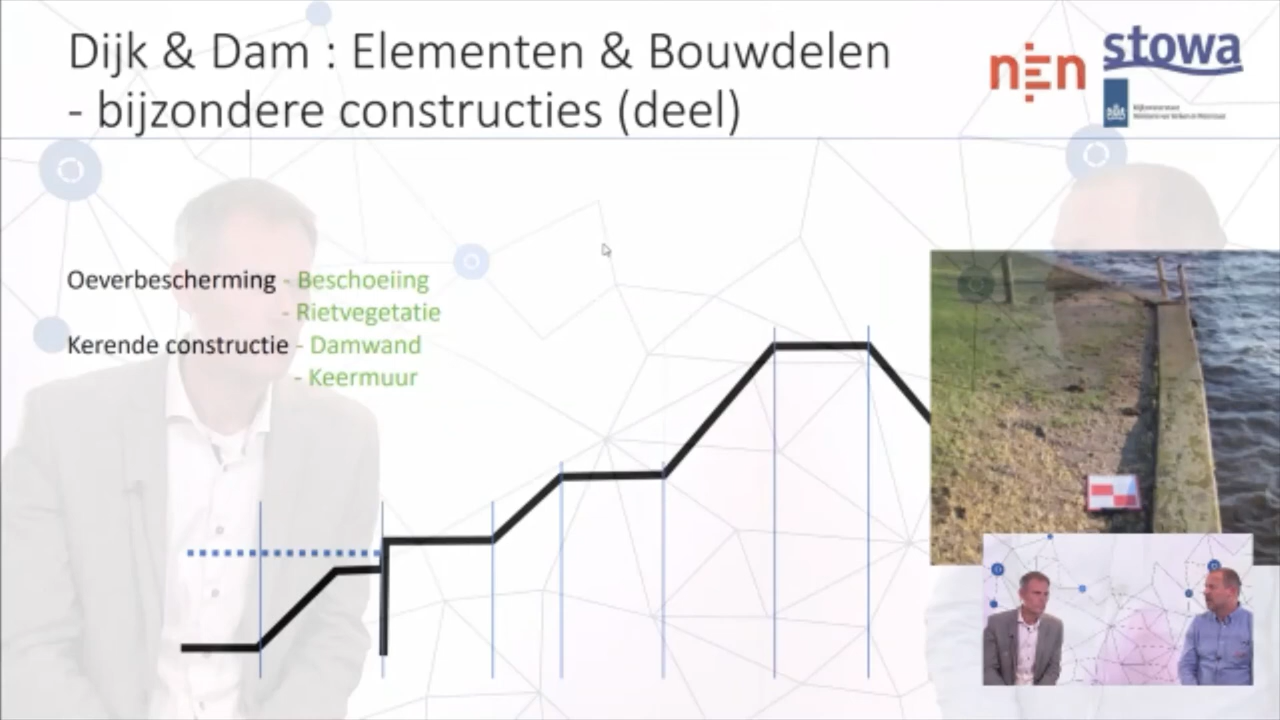 Dijk & Dam : Elementen & Bouwdelen
- bijzondere constructies (deel)
nen
stowa
Oeverbescherming - Beschoeiing
- Rietvegetatie
Kerende constructie - Damwand
- Keermuur